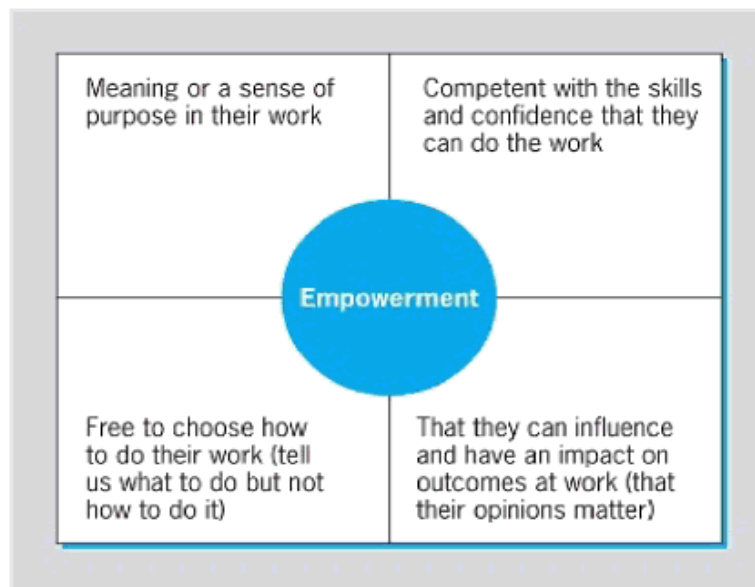 Meaning or a sense of
purpose in their work
Competent with the skills
and confidence that they
can do the work
Empowerment
Free to choose how
to do their work (tell
us what to do but not
how to do it)
That they can influence
and have an impact on
outcomes at work (that
their opinions matter)